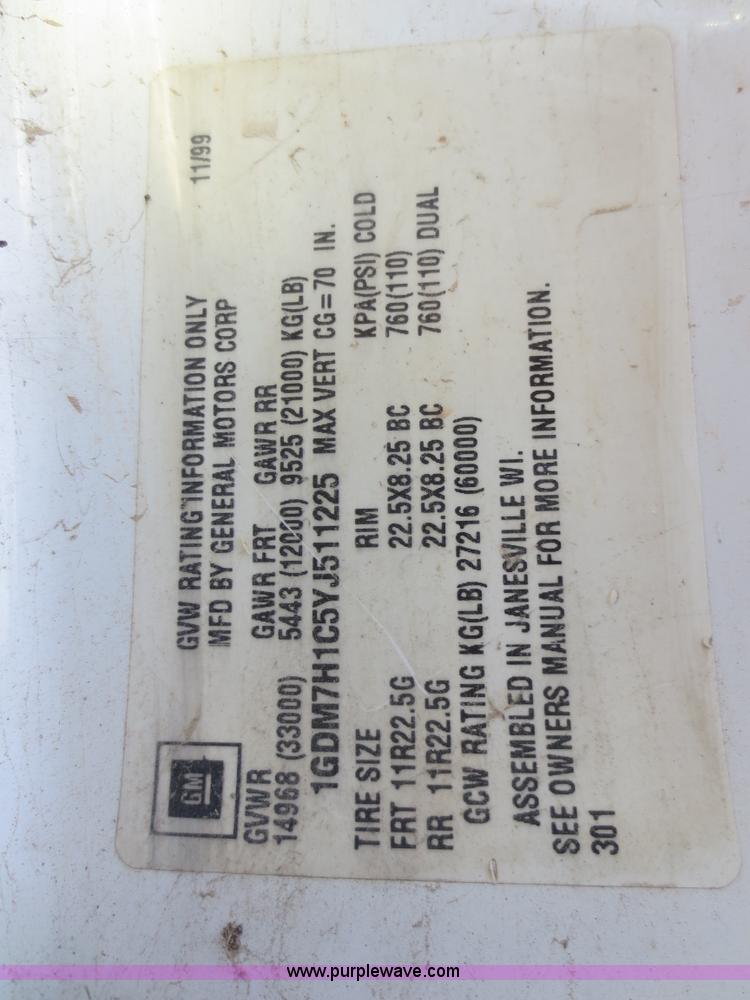 GVW RATING INFORMATION ONLY 11/99
MFD BY GENERAL MOTORS CORP
GM
GVWR GAWR FRT GAWR RR
14968 (33000) 5443 (12000) 9525 (21000) KG(LB)
1GDM7H1C5YJ511225 MAX VERT CG=70 IN.
TIRE SIZE RIM KPA(PSI) COLD
FRT 11R22.5G 22.5X8.25 BC 760(110)
RR 11R22.5G 22.5X8.25 BC 760(110) DUAL
GCW RATING KG(LB) 27216 (60000)
ASSEMBLED IN JANESVILLE WI.
SEE OWNERS MANUAL FOR MORE INFORMATION.
301
www.purplewave.com